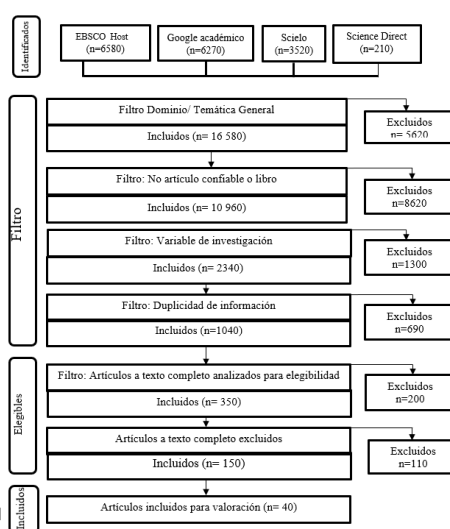 Identificados
EBSCO Host
(n=6580)
Google académico
(n=6270)
Scielo
(n=3520)
Science Direct
(n=210)
Filtro
Filtro Dominio/ Temática General
Incluidos (n= 16 580)
Excluidos
n= 5620
Filtro: No artículo confiable o libro
Incluidos (n= 10 960)
Excluidos
n=8620
Filtro: Variable de investigación
Incluidos (n= 2340)
Excluidos
n=1300
Filtro: Duplicidad de información
Incluidos (n=1040)
Excluidos
n=690
Elegibles
Filtro: Artículos a texto completo analizados para elegibilidad
Incluidos (n= 350)
Excluidos
n=200
Artículos a texto completo excluidos
Incluidos (n= 150)
Excluidos
n=110
Incluidos
Artículos incluidos para valoración (n= 40)